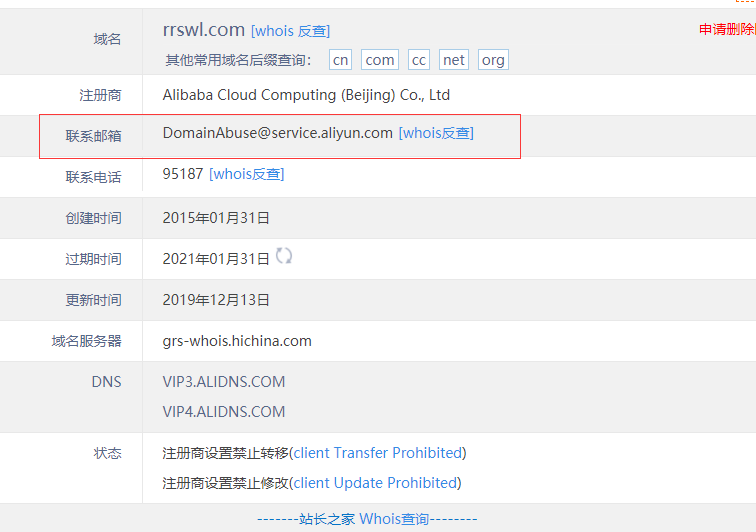 域名 rrswl.com [whois 反查] 申请删除
其他常用域名后缀查询： cn com cc net org
注册商 Alibaba Cloud Computing (Beijing) Co., Ltd
联系邮箱 DomainAbuse@service.aliyun.com [whois反查]
联系电话 95187 [whois反查]
创建时间 2015年01月31日
过期时间 2021年01月31日
更新时间 2019年12月13日
域名服务器 grs-whois.hichina.com
DNS VIP3.ALIDNS.COM
VIP4.ALIDNS.COM
状态 注册商设置禁止转移(client Transfer Prohibited)
注册商设置禁止修改(client Update Prohibited)
-------站长之家 Whois查询--------